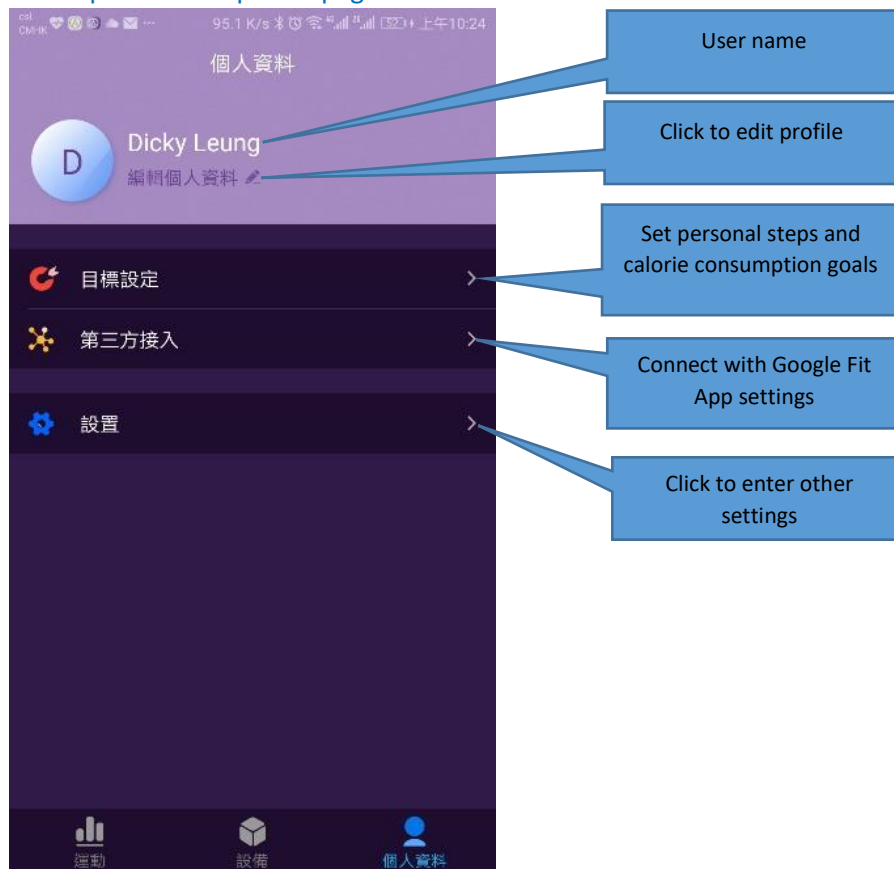 csl
CMHK
95.1 K/s
52
上午10:24
個人資料
User name
D
Dicky Leung
Click to edit profile
編輯個人資料
Set personal steps and
calorie consumption goals
目標設定
第三方接入
Connect with Google Fit
App settings
設置
Click to enter other
settings
運動
設備
個人資料